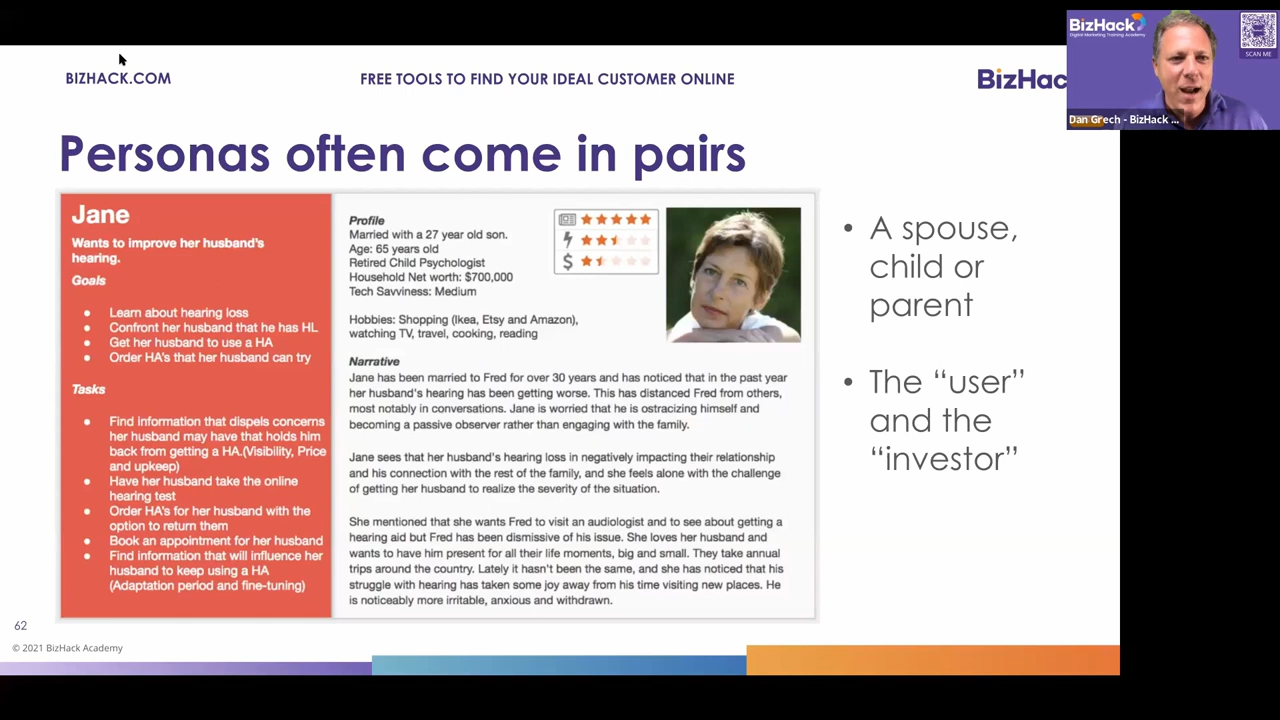 BIZHACK.COM
FREE TOOLS TO FIND YOUR IDEAL CUSTOMER ONLINE
BizHac
BizHack
Digital Marketing Training Academy
SCAN ME
Dan Grech - BizHack ...
Personas often come in pairs
Jane
Wants to improve her husband's
hearing.
Goals
● Learn about hearing loss
● Confront her husband that he has HL
● Get her husband to use a HA
● Order HA's that her husband can try
Tasks
● Find information that dispels concerns
her husband may have that holds him
back from getting a HA.(Visibility, Price
and upkeep)
● Have her husband take the online
hearing test
● Order HA's for her husband with the
option to return them
● Book an appointment for her husband
● Find information that will influence her
husband to keep using a HA
(Adaptation period and fine-tuning)
Profile
Married with a 27 year old son.
Age: 65 years old
Retired Child Psychologist
Household Net worth: $700,000
Tech Savviness: Medium
Hobbies: Shopping (Ikea, Etsy and Amazon),
watching TV, travel, cooking, reading
$
Narrative
Jane has been married to Fred for over 30 years and has noticed that in the past year
her husband's hearing has been getting worse. This has distanced Fred from others,
most notably in conversations. Jane is worried that he is ostracizing himself and
becoming a passive observer rather than engaging with the family.
Jane sees that her husband's hearing loss in negatively impacting their relationship
and his connection with the rest of the family, and she feels alone with the challenge
of getting her husband to realize the severity of the situation.
She mentioned that she wants Fred to visit an audiologist and to see about getting a
hearing aid but Fred has been dismissive of his issue. She loves her husband and
wants to have him present for all their life moments, big and small. They take annual
trips around the country. Lately it hasn't been the same, and she has noticed that his
struggle with hearing has taken some joy away from his time visiting new places. He
is noticeably more irritable, anxious and withdrawn.
• A spouse,
child or
parent
• The “user”
and the
“investor”
62
© 2021 BizHack Academy